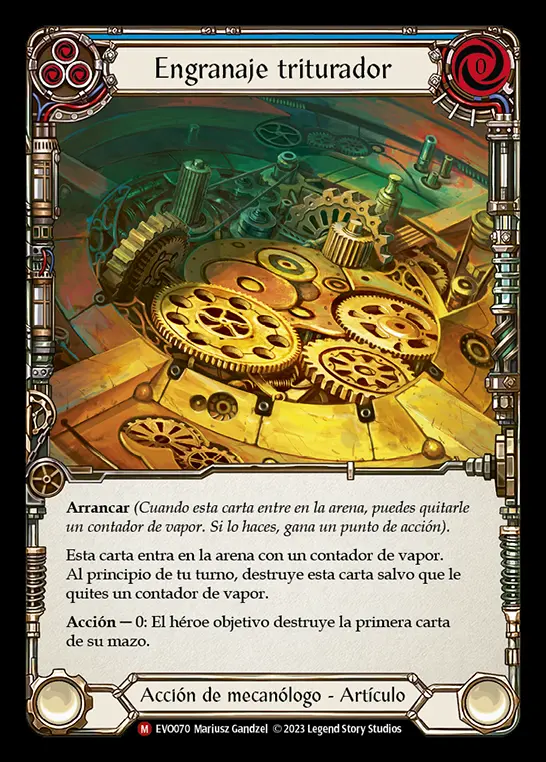 Engranaje triturador
0
Arrancar (Cuando esta carta entre en la arena, puedes quitarle
un contador de vapor. Si lo haces, gana un punto de acción).
Esta carta entra en la arena con un contador de vapor.
Al principio de tu turno, destruye esta carta salvo que le
quites un contador de vapor.
Acción — 0: El héroe objetivo destruye la primera carta
de su mazo.
Acción de mecanólogo - Artículo
M EVO070 Mariusz Gandzel © 2023 Legend Story Studios